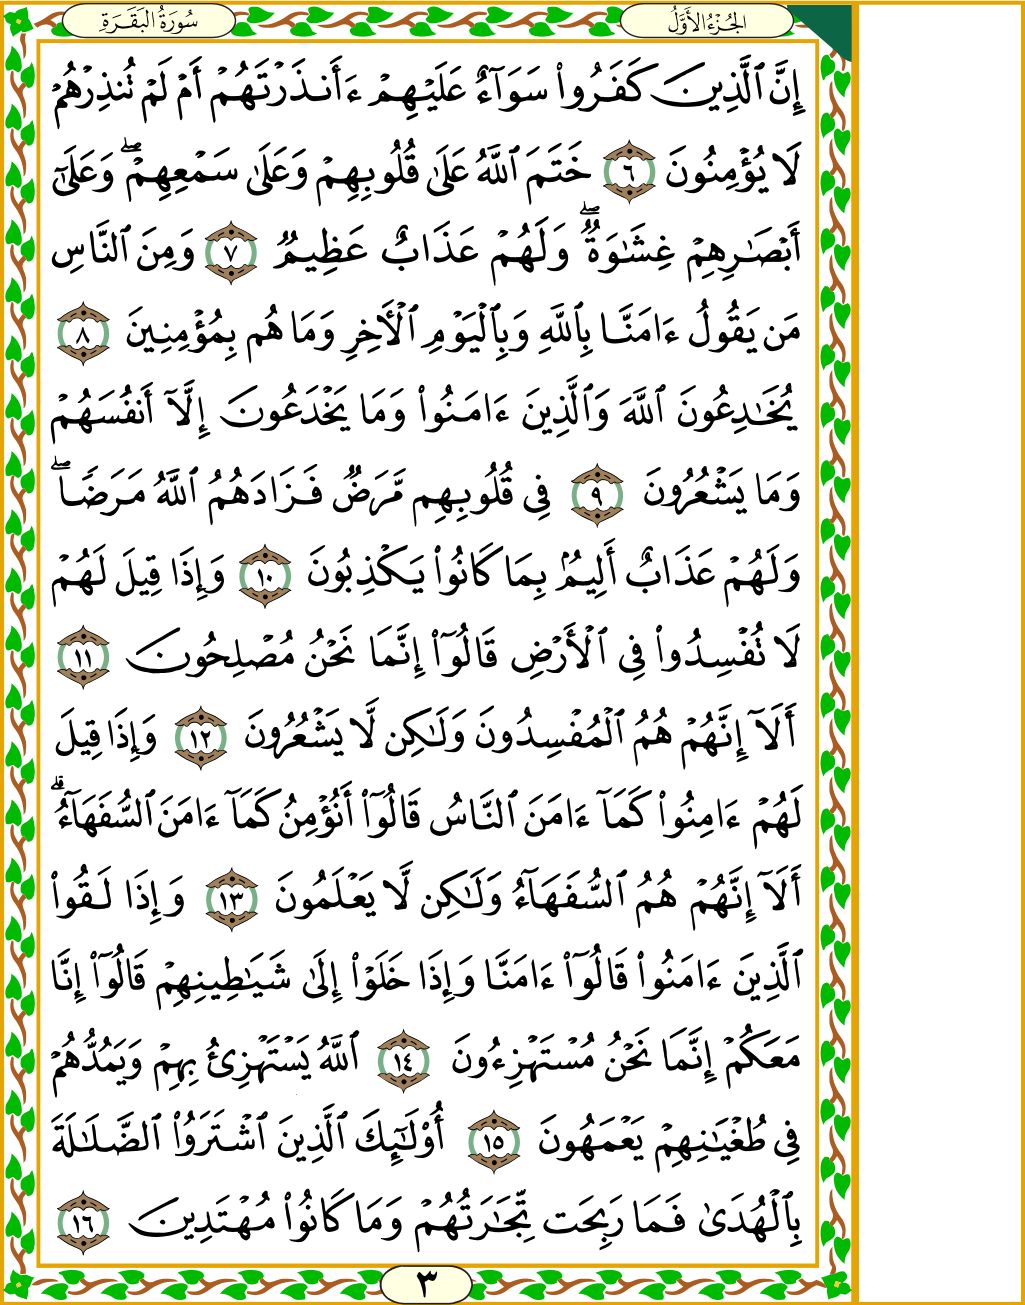 الجُزْءُ الأَوَّلُ
سُورَةُ البَقَرَةِ
إِنَّ ٱلَّذِينَ كَفَرُوا۟ سَوَآءٌ عَلَيْهِمْ ءَأَنذَرْتَهُمْ أَمْ لَمْ تُنذِرْهُمْ
لَا يُؤْمِنُونَ ٦ خَتَمَ ٱللَّهُ عَلَىٰ قُلُوبِهِمْ وَعَلَىٰ سَمْعِهِمْ ۖ وَعَلَىٰٓ
أَبْصَـٰرِهِمْ غِشَـٰوَةٌ ۖ وَلَهُمْ عَذَابٌ عَظِيمٌ ٧ وَمِنَ ٱلنَّاسِ
مَن يَقُولُ ءَامَنَّا بِٱللَّهِ وَبِٱلْيَوْمِ ٱلْـَٔاخِرِ وَمَا هُم بِمُؤْمِنِينَ ٨
يُخَـٰدِعُونَ ٱللَّهَ وَٱلَّذِينَ ءَامَنُوا۟ وَمَا يَخْدَعُونَ إِلَّآ أَنفُسَهُمْ
وَمَا يَشْعُرُونَ ٩ فِى قُلُوبِهِم مَّرَضٌ فَزَادَهُمُ ٱللَّهُ مَرَضًا ۖ
وَلَهُمْ عَذَابٌ أَلِيمٌۢ بِمَا كَانُوا۟ يَكْذِبُونَ ١٠ وَإِذَا قِيلَ لَهُمْ
لَا تُفْسِدُوا۟ فِى ٱلْأَرْضِ قَالُوٓا۟ إِنَّمَا نَحْنُ مُصْلِحُونَ ١١
أَلَآ إِنَّهُمْ هُمُ ٱلْمُفْسِدُونَ وَلَـٰكِن لَّا يَشْعُرُونَ ١٢ وَإِذَا قِيلَ
لَهُمْ ءَامِنُوا۟ كَمَآ ءَامَنَ ٱلنَّاسُ قَالُوٓا۟ أَنُؤْمِنُ كَمَآ ءَامَنَ ٱلسُّفَهَآءُ ۗ
أَلَآ إِنَّهُمْ هُمُ ٱلسُّفَهَآءُ وَلَـٰكِن لَّا يَعْلَمُونَ ١٣ وَإِذَا لَقُوا۟
ٱلَّذِينَ ءَامَنُوا۟ قَالُوٓا۟ ءَامَنَّا وَإِذَا خَلَوْا۟ إِلَىٰ شَيَـٰطِينِهِمْ قَالُوٓا۟ إِنَّا
مَعَكُمْ إِنَّمَا نَحْنُ مُسْتَهْزِءُونَ ١٤ ٱللَّهُ يَسْتَهْزِئُ بِهِمْ وَيَمُدُّهُمْ
فِى طُغْيَـٰنِهِمْ يَعْمَهُونَ ١٥ أُو۟لَـٰٓئِكَ ٱلَّذِينَ ٱشْتَرَوُا۟ ٱلضَّلَـٰلَةَ
بِٱلْهُدَىٰ فَمَا رَبِحَت تِّجَـٰرَتُهُمْ وَمَا كَانُوا۟ مُهْتَدِينَ ١٦
٣